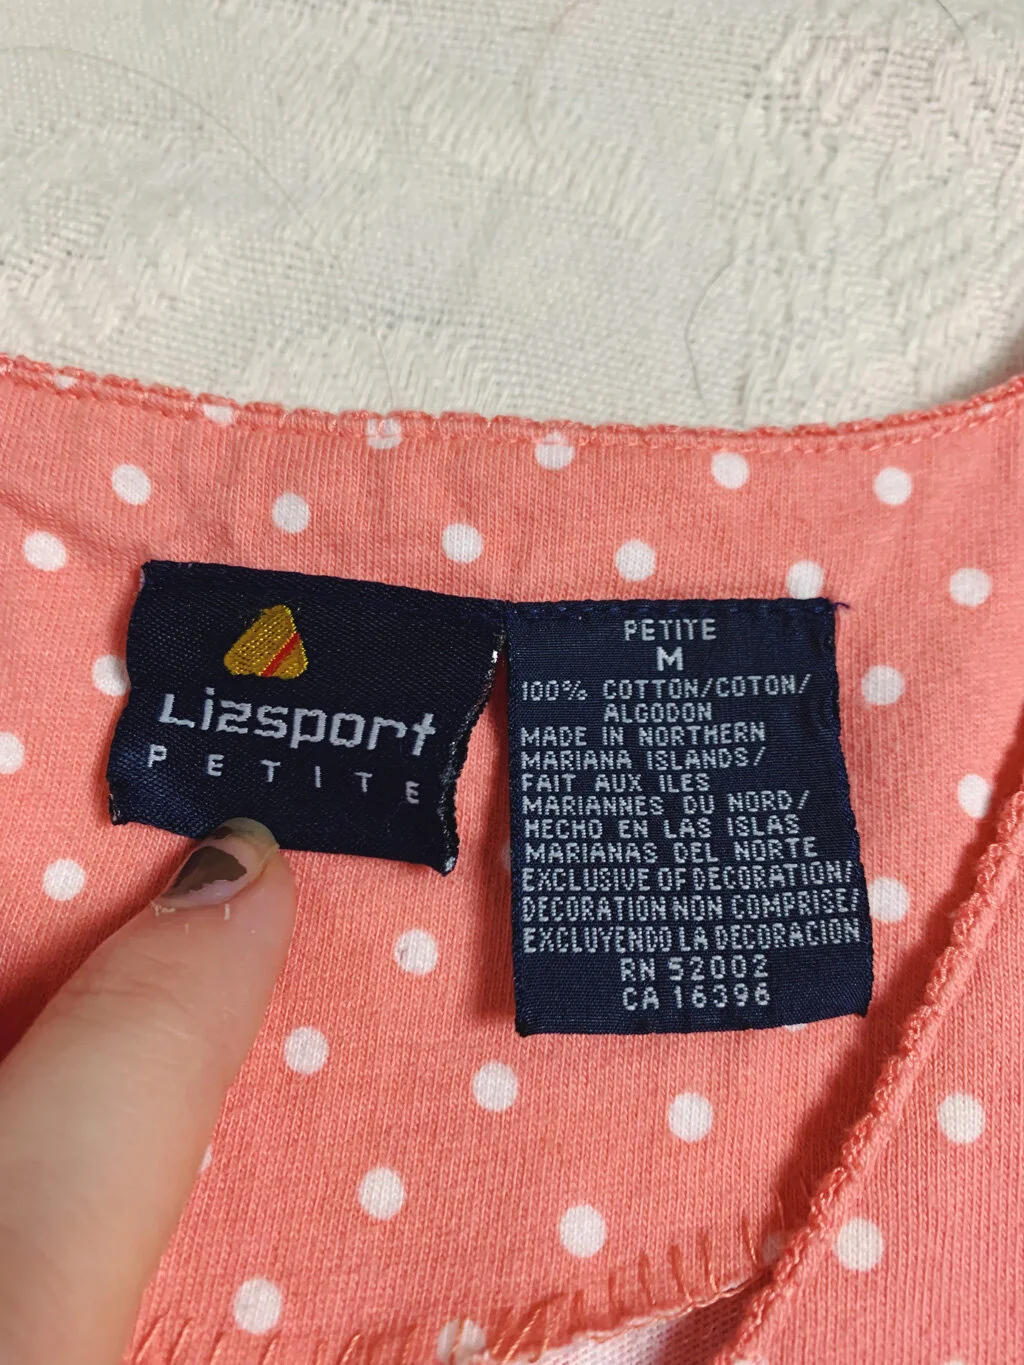 Lizsport
PETITE
PETITE
M
100% COTTON/COTON/
ALGODON
MADE IN NORTHERN
MARIANA ISLANDS/
FAIT AUX ILES
MARIANNES DU NORD/
HECHO EN LAS ISLAS
MARIANAS DEL NORTE
EXCLUSIVE OF DECORATION/
DECORATION NON COMPRISE/
EXCLUYENDO LA DECORACION
RN 52002
CA 16396